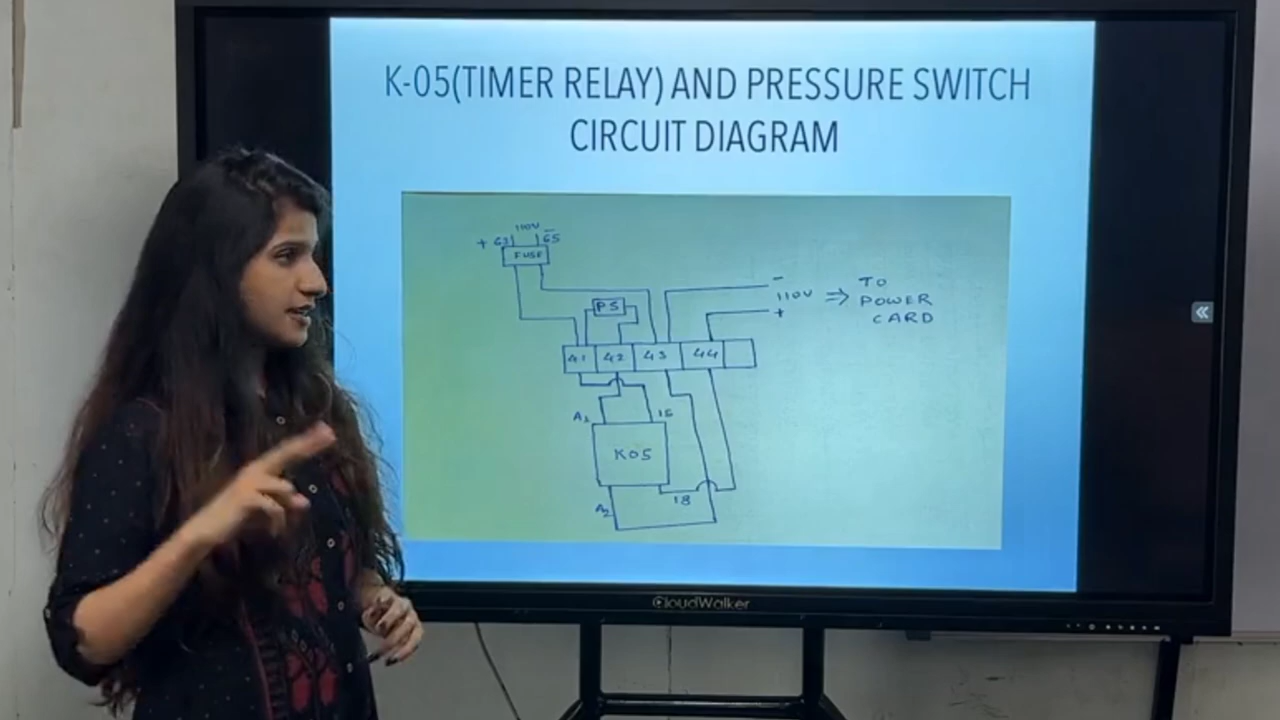 K-05(TIMER RELAY) AND PRESSURE SWITCH
CIRCUIT DIAGRAM
110V
+ 63 65 -
FUSE
PS
-
110V ⇒ TO
POWER
CARD
+
41 42 43 44
A1 15
K05
A2 18
CloudWalker